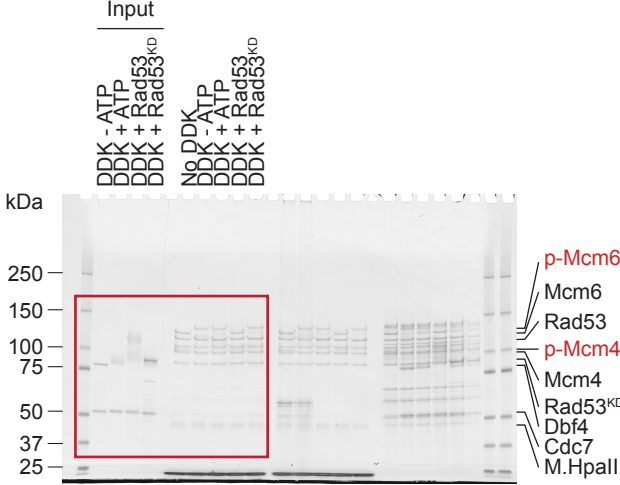 Input
DDK - ATP
DDK + ATP
DDK + Rad53
DDK + Rad53KD
No DDK
DDK - ATP
DDK + ATP
DDK + Rad53
DDK + Rad53KD
kDa
250
150
100
75
50
37
25
p-Mcm6
Mcm6
Rad53
p-Mcm4
Mcm4
Rad53KD
Dbf4
Cdc7
M.HpaII